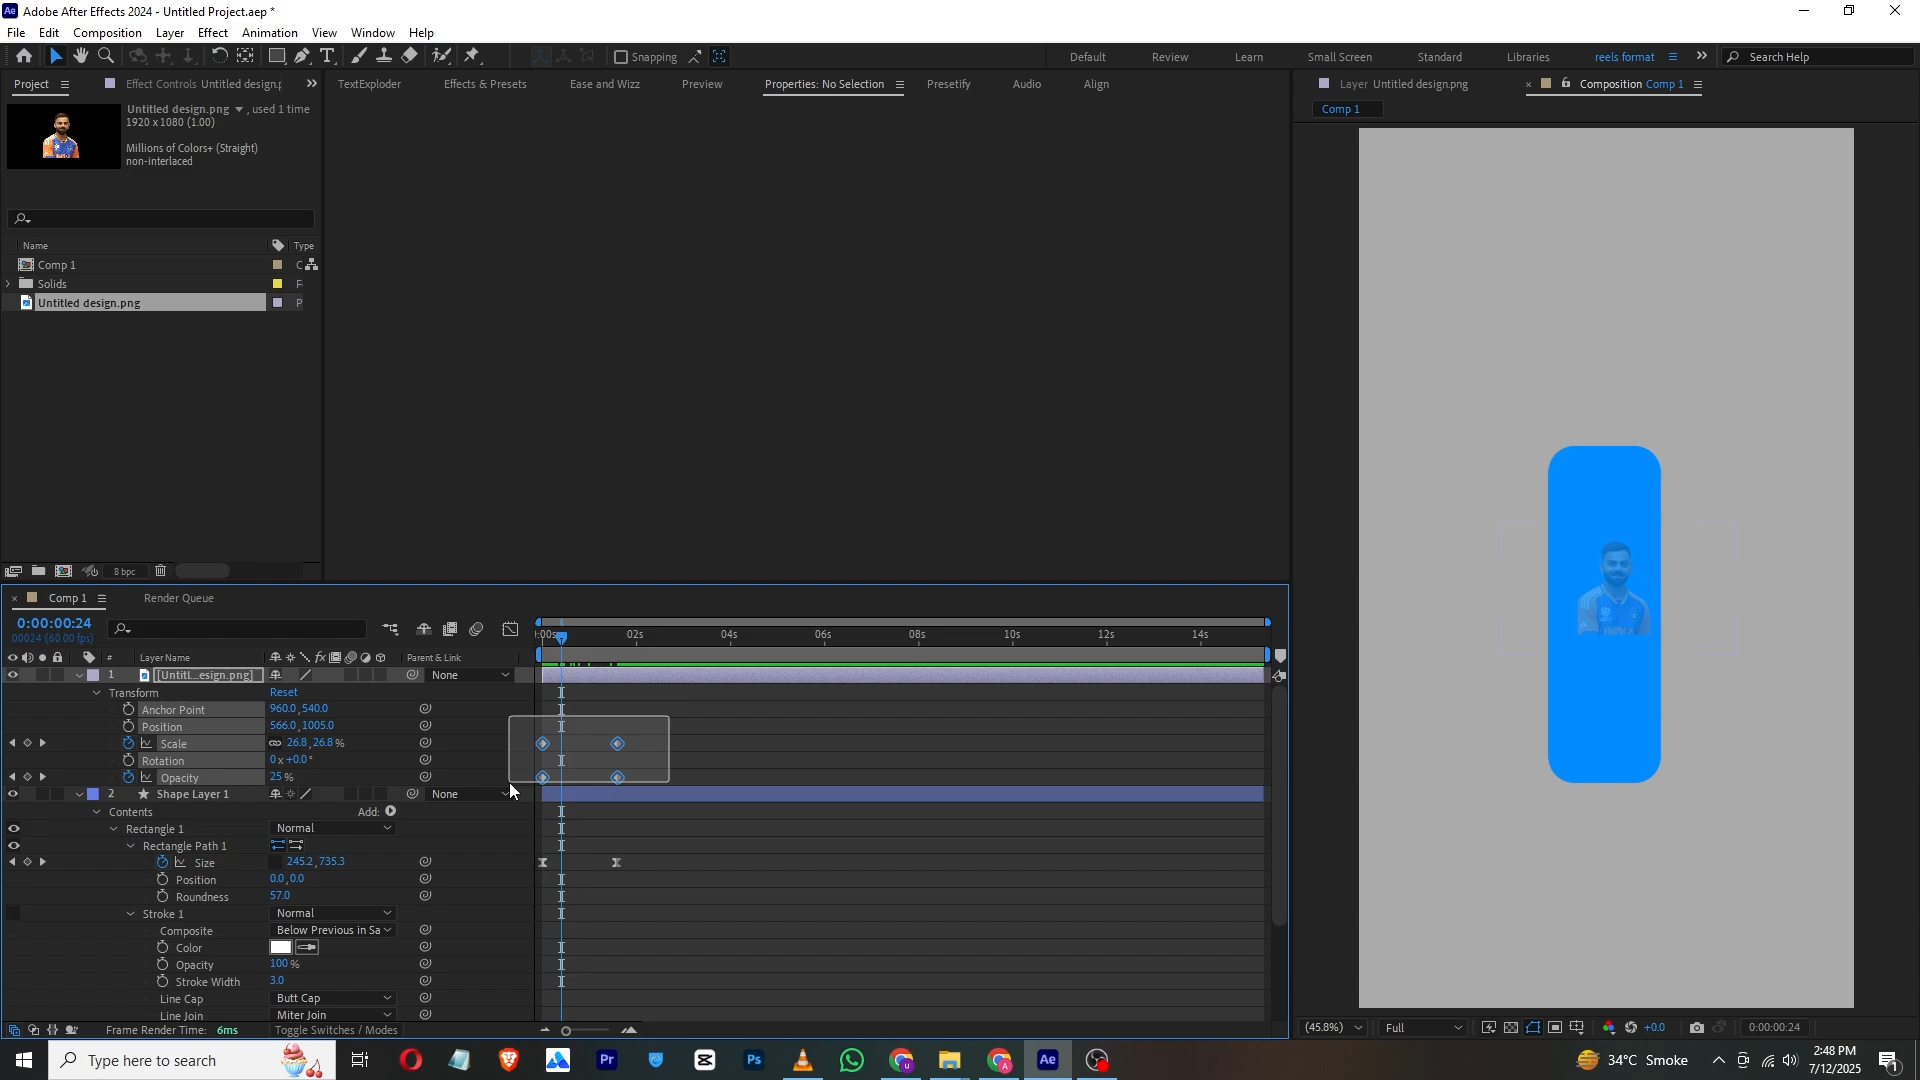 Adobe After Effects 2024 - Untitled Project.aep *
File Edit Composition Layer Effect Animation View Window Help
Snapping Default Review Learn Small Screen Standard Libraries reels format Search Help
Project Effect Controls Untitled design.p TextExploder Effects & Presets Ease and Wizz Preview Properties: No Selection Presetify Audio Align Layer Untitled design.png Composition Comp 1
Comp 1
Untitled design.png , used 1 time
1920 x 1080 (1.00)
Millions of Colors+ (Straight)
non-interlaced
Name Type
Comp 1 C
Solids F
Untitled design.png P
8 bpc
Comp 1 Render Queue
0:00:00:24
00024 (60.00 fps)
:00s 02s 04s 06s 08s 10s 12s 14s
# Layer Name fx Parent & Link
1 [Untitl...esign.png] None
Transform Reset
Anchor Point 960.0, 540.0
Position 566.0, 1005.0
Scale 26.8, 26.8 %
Rotation 0x+0.0°
Opacity 25 %
2 Shape Layer 1 None
Contents Add:
Rectangle 1 Normal
Rectangle Path 1
Size 245.2, 735.3
Position 0.0, 0.0
Roundness 57.0
Stroke 1 Normal
Composite Below Previous in Sa
Color
Opacity 100 %
Stroke Width 3.0
Line Cap Butt Cap
Line Join Miter Join
Frame Render Time: 6ms Toggle Switches / Modes
(45.8%) Full +0.0 0:00:00:24
Type here to search Pr Ps Ae 34°C Smoke 2:48 PM
7/12/2025
1